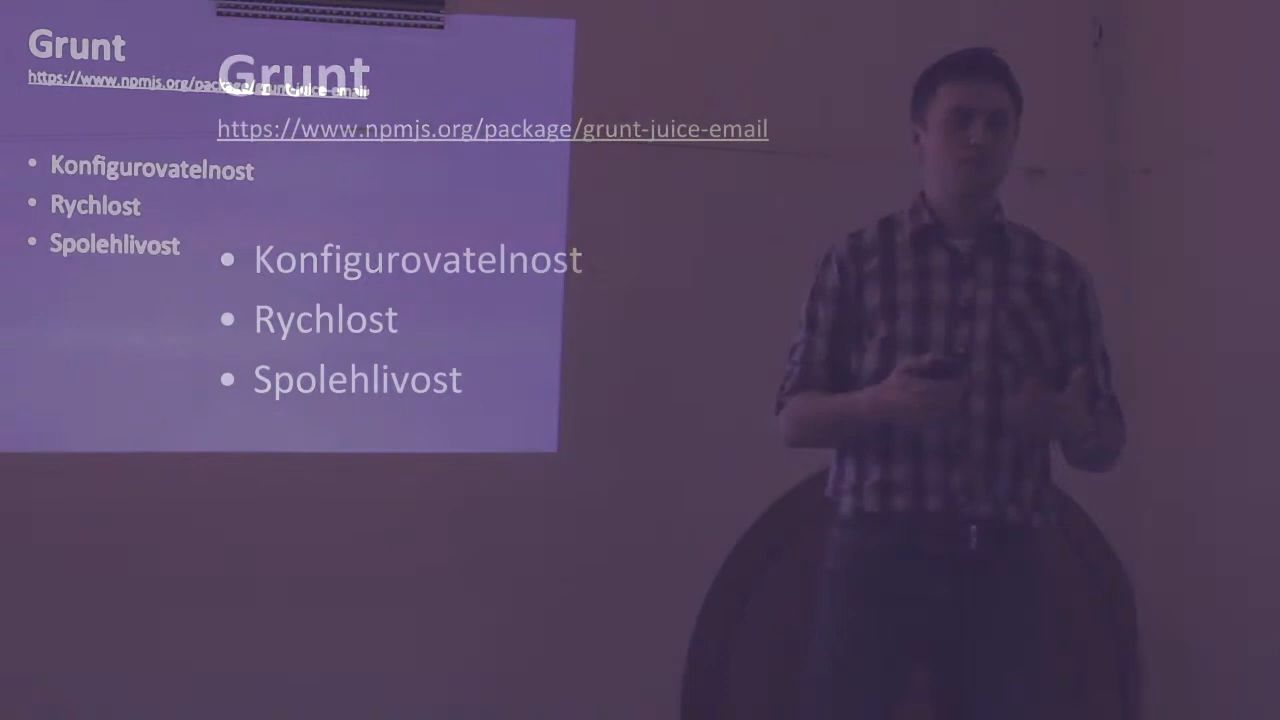 Grunt
https://www.npmjs.org/package/grunt-juice-email
• Konfigurovatelnost
• Rychlost
• Spolehlivost
Grunt
https://www.npmjs.org/package/grunt-juice-email
• Konfigurovatelnost
• Rychlost
• Spolehlivost